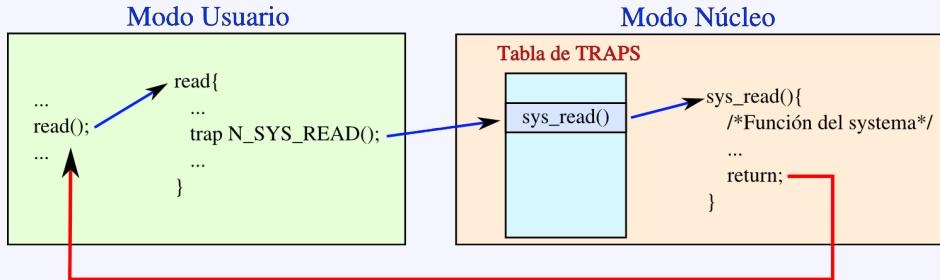 Modo Usuario
...
read();
...
read{
...
trap N_SYS_READ();
...
}
Modo Núcleo
Tabla de TRAPS
sys_read()
sys_read(){
/*Función del systema*/
...
return;
}